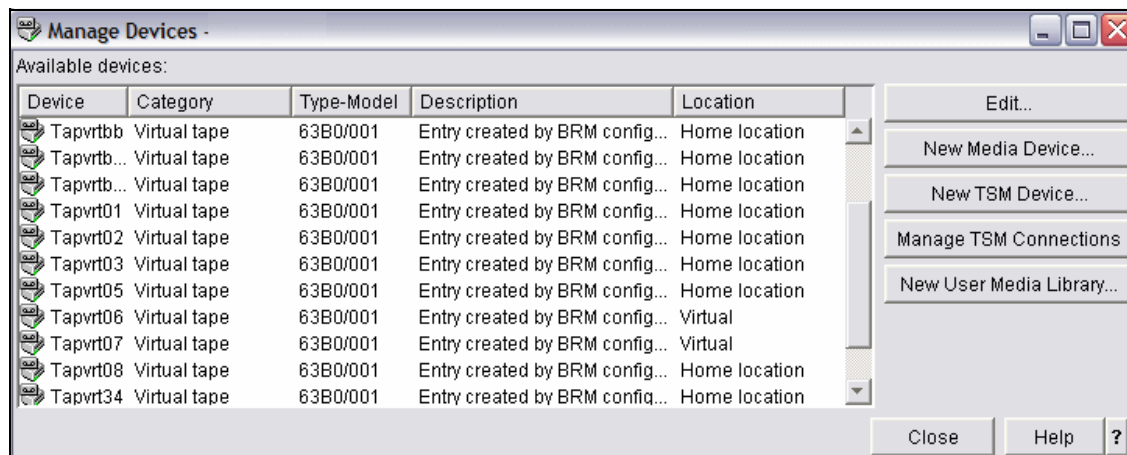 Manage Devices -
Available devices:
Device Category Type-Model Description Location
Tapvrtbb Virtual tape 63B0/001 Entry created by BRM config... Home location
Tapvrtb... Virtual tape 63B0/001 Entry created by BRM config... Home location
Tapvrtb... Virtual tape 63B0/001 Entry created by BRM config... Home location
Tapvrt01 Virtual tape 63B0/001 Entry created by BRM config... Home location
Tapvrt02 Virtual tape 63B0/001 Entry created by BRM config... Home location
Tapvrt03 Virtual tape 63B0/001 Entry created by BRM config... Home location
Tapvrt05 Virtual tape 63B0/001 Entry created by BRM config... Home location
Tapvrt06 Virtual tape 63B0/001 Entry created by BRM config... Virtual
Tapvrt07 Virtual tape 63B0/001 Entry created by BRM config... Virtual
Tapvrt08 Virtual tape 63B0/001 Entry created by BRM config... Home location
Tapvrt34 Virtual tape 63B0/001 Entry created by BRM config... Home location
Edit...
New Media Device...
New TSM Device...
Manage TSM Connections
New User Media Library...
Close Help ?